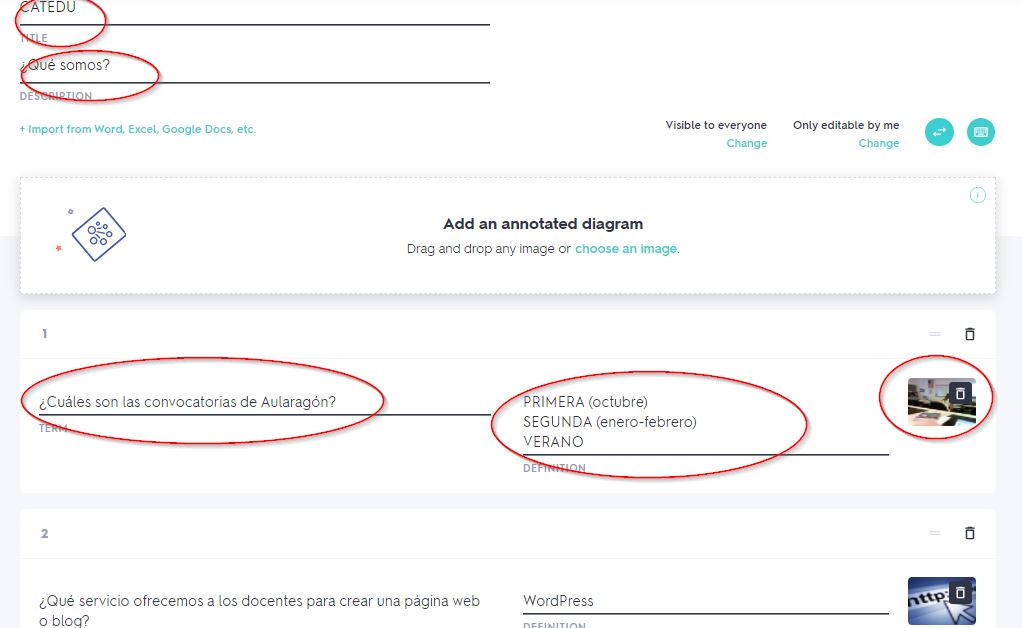 CATEDU
TITLE
¿Qué somos?
DESCRIPTION
+ Import from Word, Excel, Google Docs, etc.
Visible to everyone
Change
Only editable by me
Change
Add an annotated diagram
Drag and drop any image or choose an image.
1
¿Cuáles son las convocatorias de Aularagón?
TERM
PRIMERA (octubre)
SEGUNDA (enero-febrero)
VERANO
DEFINITION
2
¿Qué servicio ofrecemos a los docentes para crear una página web
o blog?
WordPress
DEFINITION
http